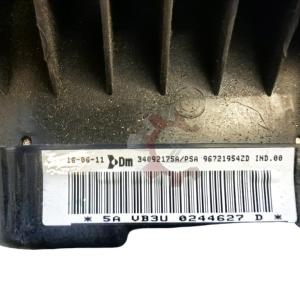 16-06-11 Dm 34092175A/PSA 96721954ZD IND.00
* 5A VB3U 0244627 D *